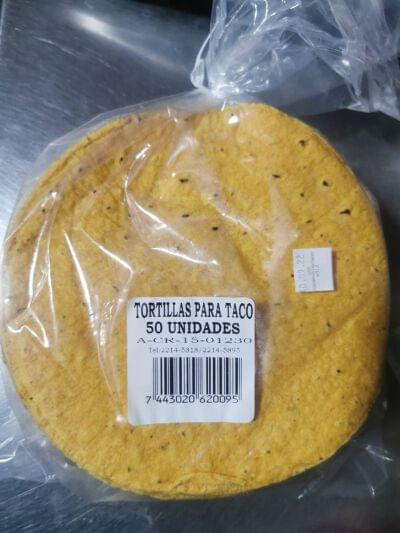 TORTILLAS PARA TACO
50 UNIDADES
A-CR-15-01230
Tel:2214-5818/2214-5895
7 443020 620095